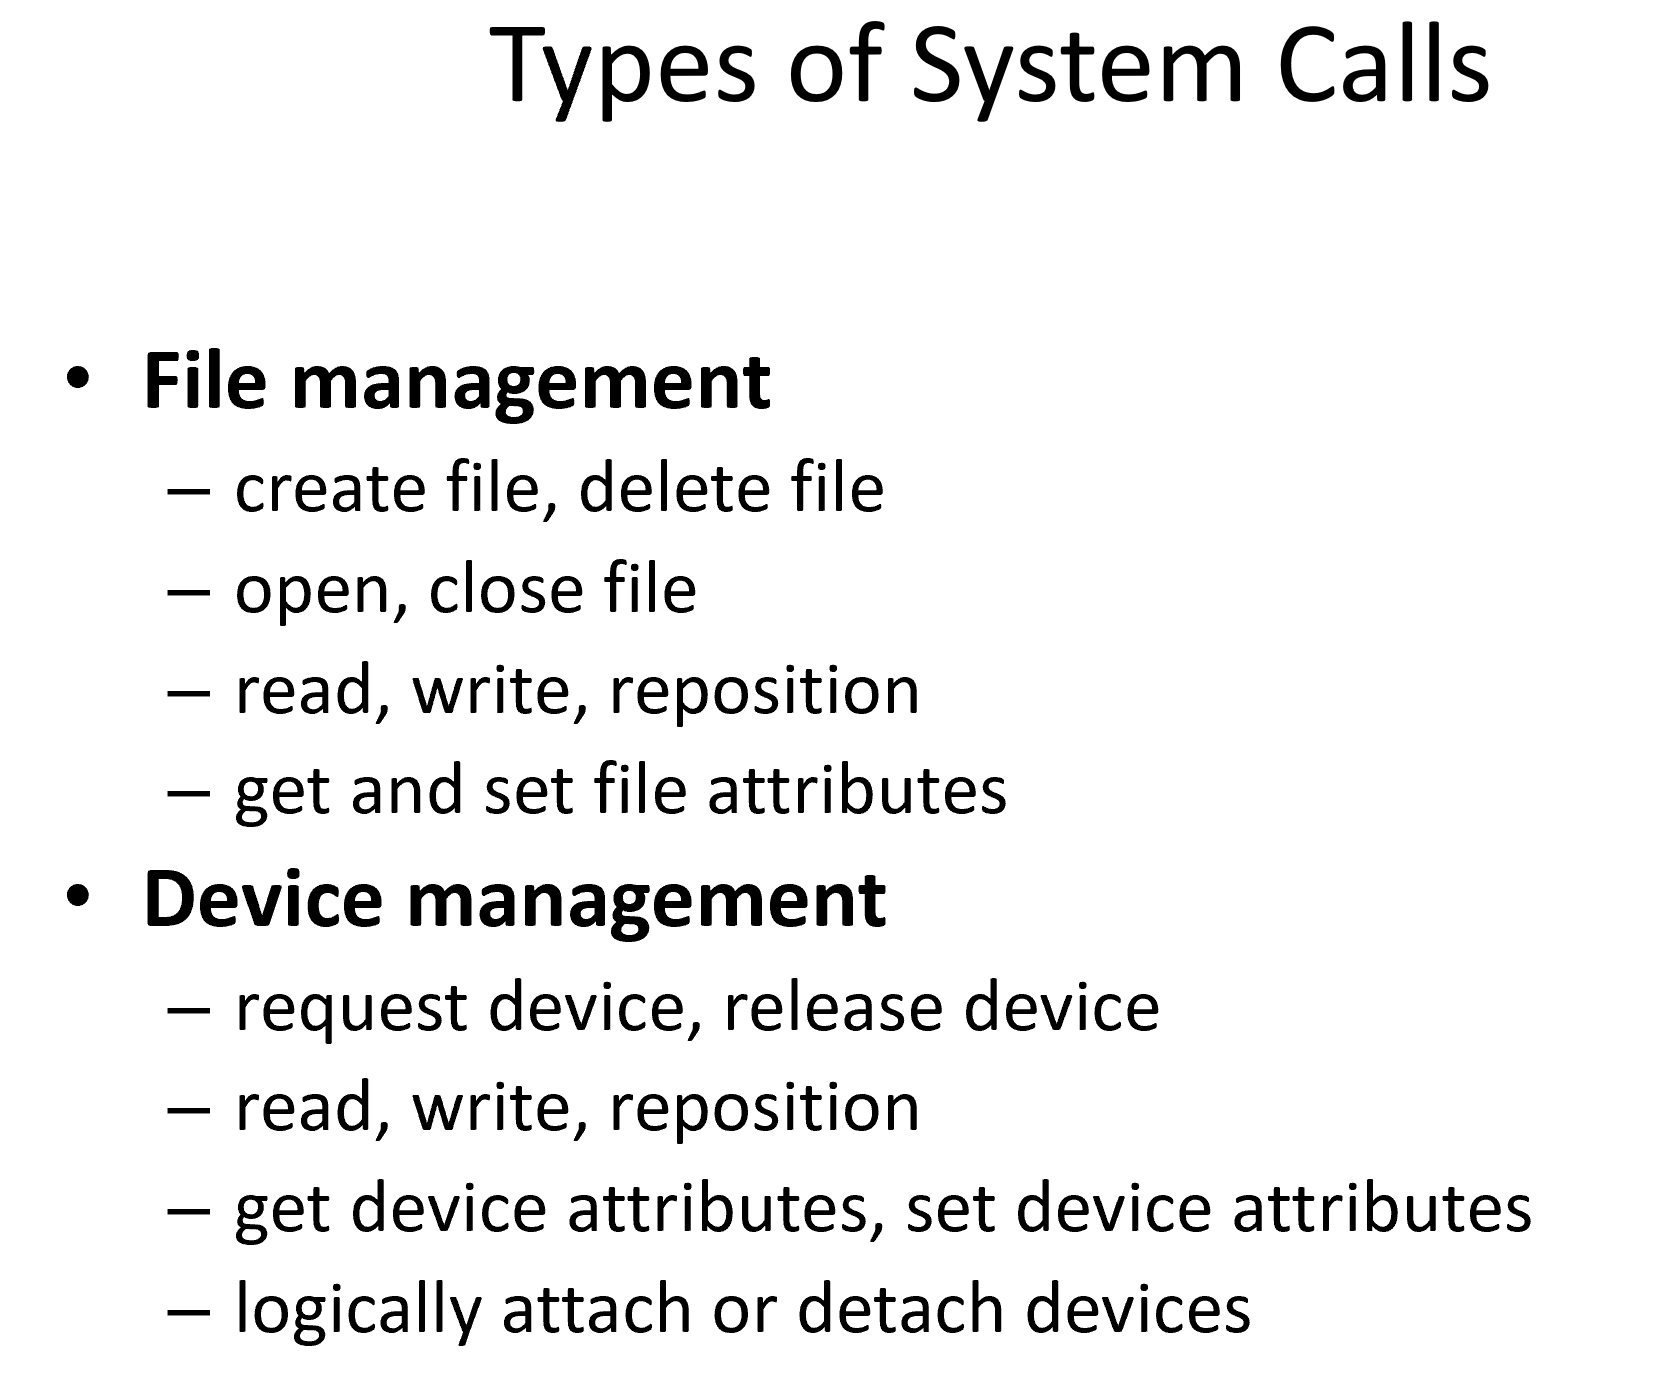 Types of System Calls
• File management
– create file, delete file
– open, close file
– read, write, reposition
– get and set file attributes
• Device management
– request device, release device
– read, write, reposition
– get device attributes, set device attributes
– logically attach or detach devices